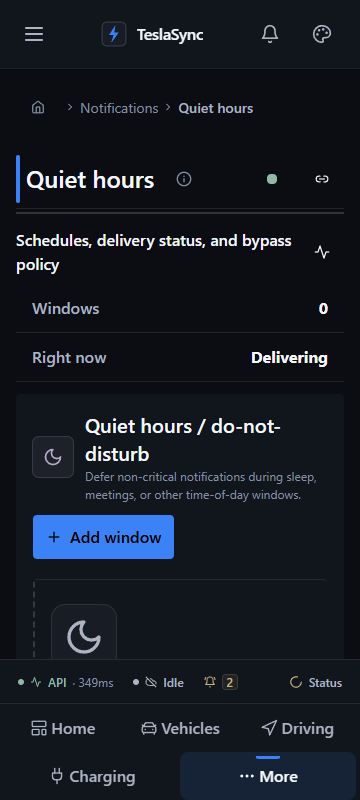 TeslaSync
Notifications
Quiet hours
Quiet hours
Schedules, delivery status, and bypass
policy
Windows 0
Right now Delivering
Quiet hours / do-not-
disturb
Defer non-critical notifications during sleep,
meetings, or other time-of-day windows.
Add window
API · 349ms Idle 2 Status
Home Vehicles Driving
Charging More